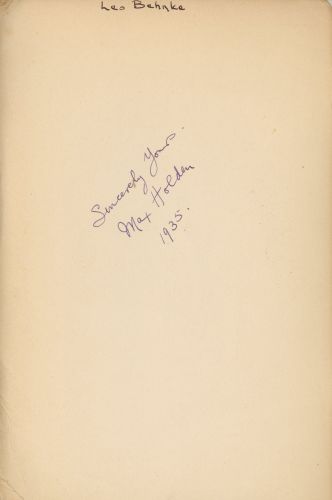 Leo Behnke
Sincerely Yours
Max Holden
1935.